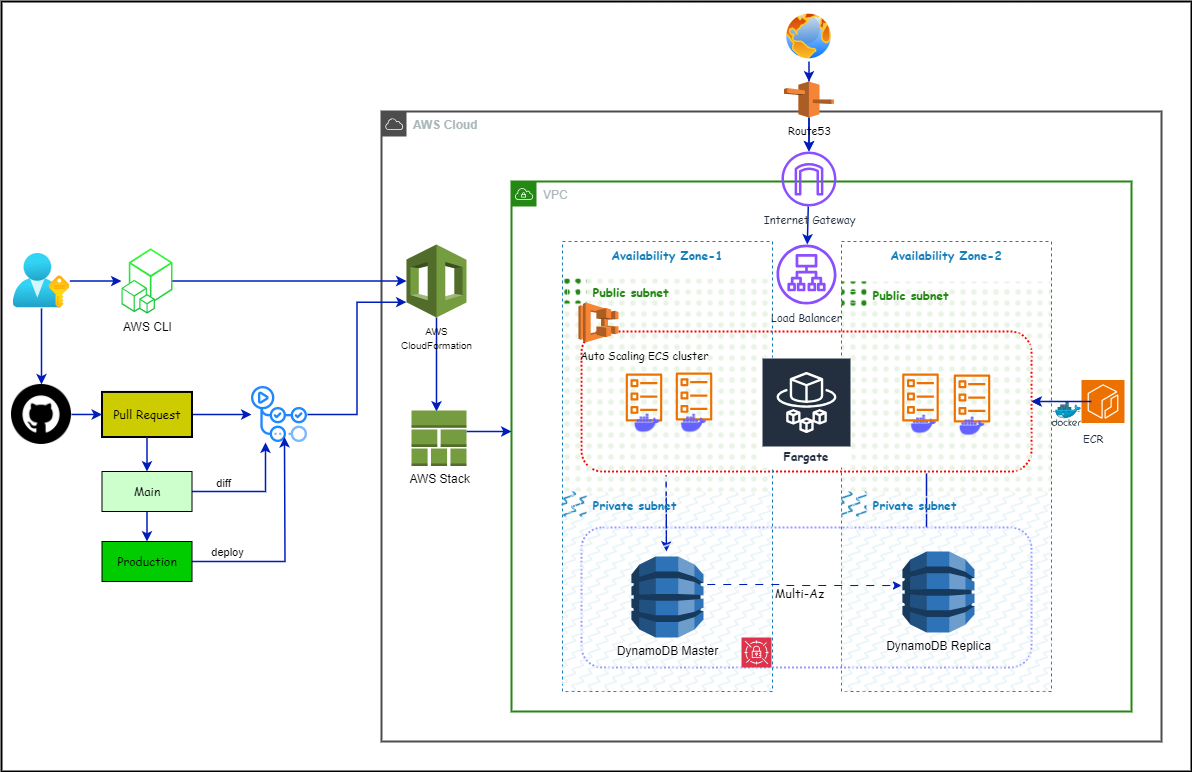 Route53
AWS Cloud
VPC
Internet Gateway
Availability Zone-1
Availability Zone-2
Public subnet
Public subnet
Load Balancer
AWS CLI
AWS
CloudFormation
Auto Scaling ECS cluster
Pull Request
docker
ECR
Fargate
AWS Stack
diff
Main
Private subnet
Private subnet
deploy
Production
Multi-Az
DynamoDB Master
DynamoDB Replica